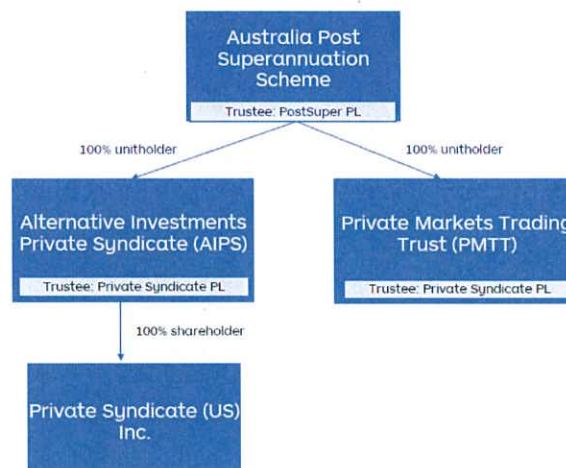 Australia Post
Superannuation
Scheme
Trustee: PostSuper PL
100% unitholder
100% unitholder
Alternative Investments
Private Syndicate (AIPS)
Trustee: Private Syndicate PL
Private Markets Trading
Trust (PMTT)
Trustee: Private Syndicate PL
100% shareholder
Private Syndicate (US)
Inc.